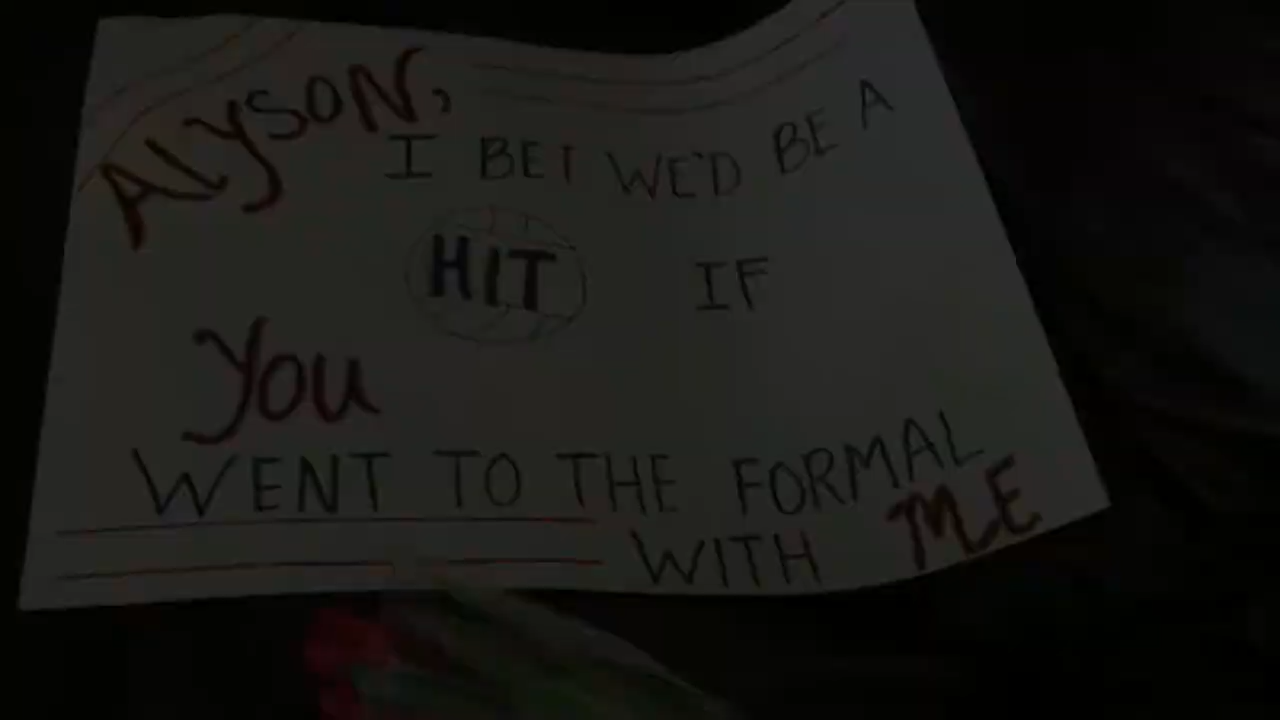 Alyson,
I BET WE'D BE A
HIT IF
You
WENT TO THE FORMAL
WITH ME